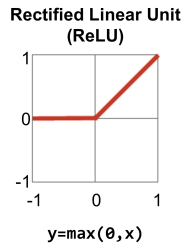 Rectified Linear Unit
(ReLU)
1
0
-1
-1 0 1
y=max(0,x)